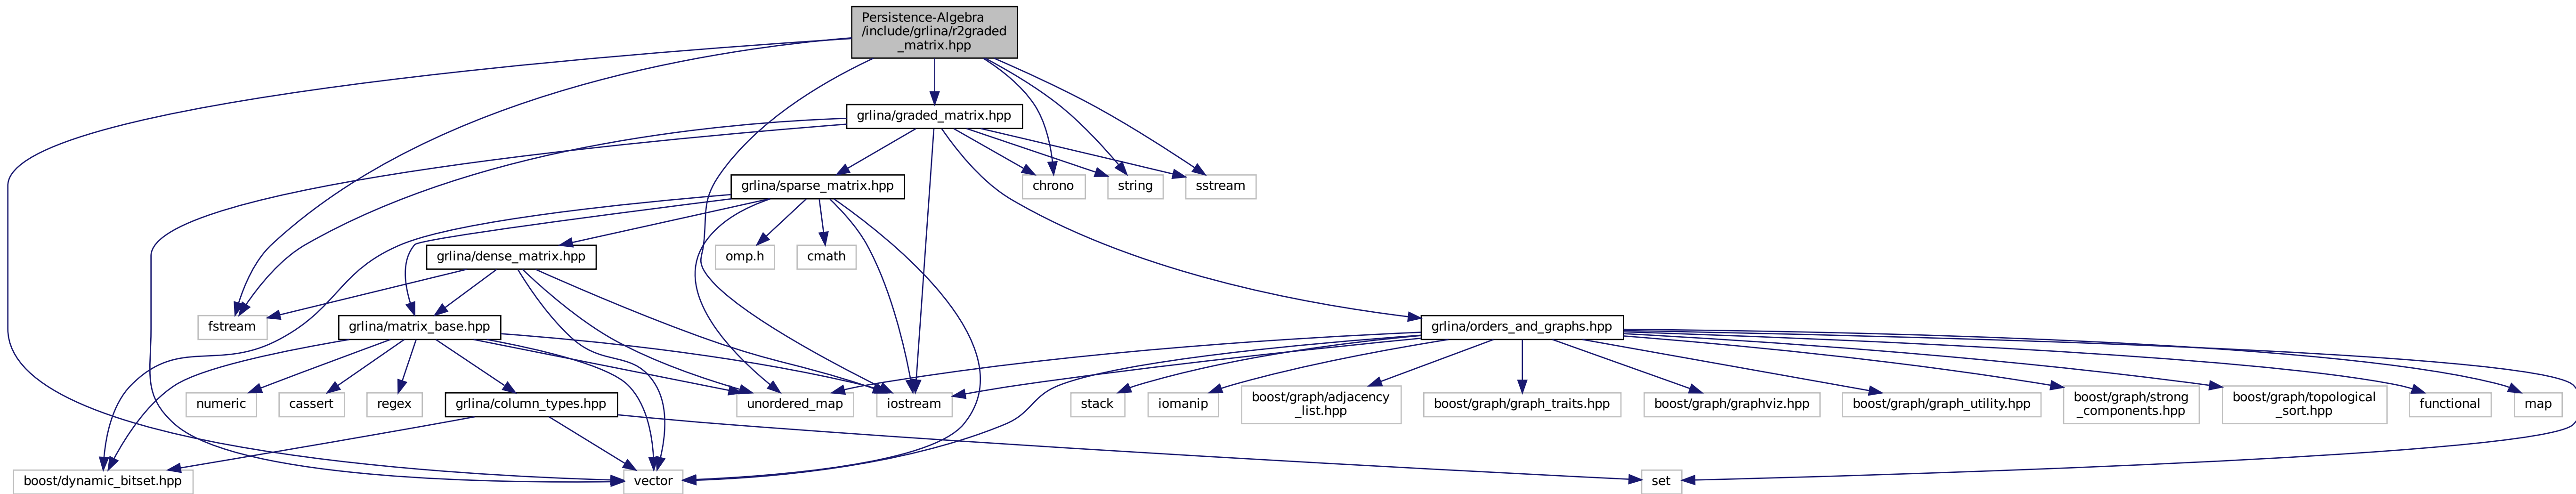 Persistence-Algebra
/include/grlina/r2graded
_matrix.hpp
grlina/graded_matrix.hpp
grlina/sparse_matrix.hpp
chrono
string
sstream
grlina/dense_matrix.hpp
omp.h
cmath
fstream
grlina/matrix_base.hpp
grlina/orders_and_graphs.hpp
numeric
cassert
regex
grlina/column_types.hpp
unordered_map
iostream
stack
iomanip
boost/graph/adjacency
_list.hpp
boost/graph/graph_traits.hpp
boost/graph/graphviz.hpp
boost/graph/graph_utility.hpp
boost/graph/strong
_components.hpp
boost/graph/topological
_sort.hpp
functional
map
boost/dynamic_bitset.hpp
vector
set